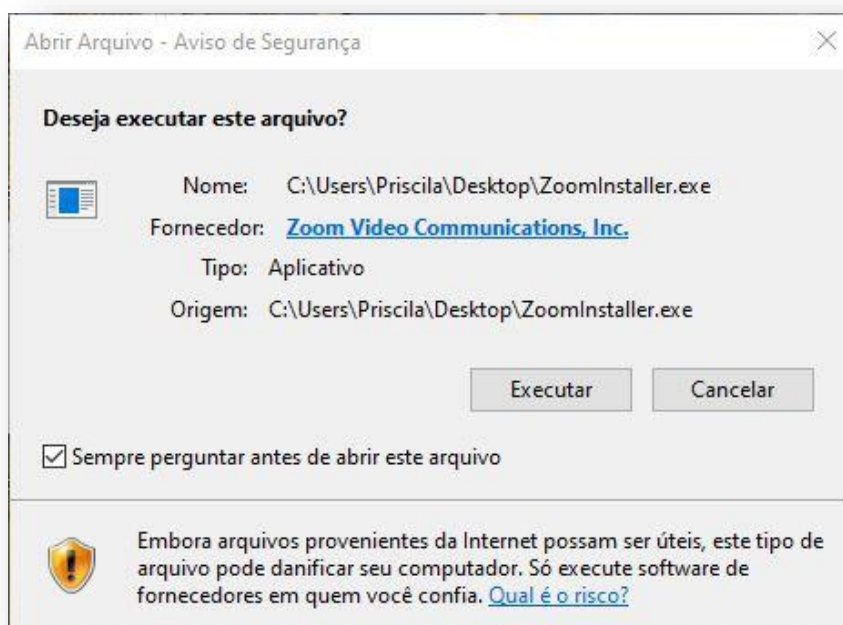 Abrir Arquivo - Aviso de Segurança
Deseja executar este arquivo?
Nome: C:\Users\Priscila\Desktop\ZoomInstaller.exe
Fornecedor: Zoom Video Communications, Inc.
Tipo: Aplicativo
Origem: C:\Users\Priscila\Desktop\ZoomInstaller.exe
Executar Cancelar
Sempre perguntar antes de abrir este arquivo
Embora arquivos provenientes da Internet possam ser úteis, este tipo de
arquivo pode danificar seu computador. Só execute software de
fornecedores em quem você confia. Qual é o risco?